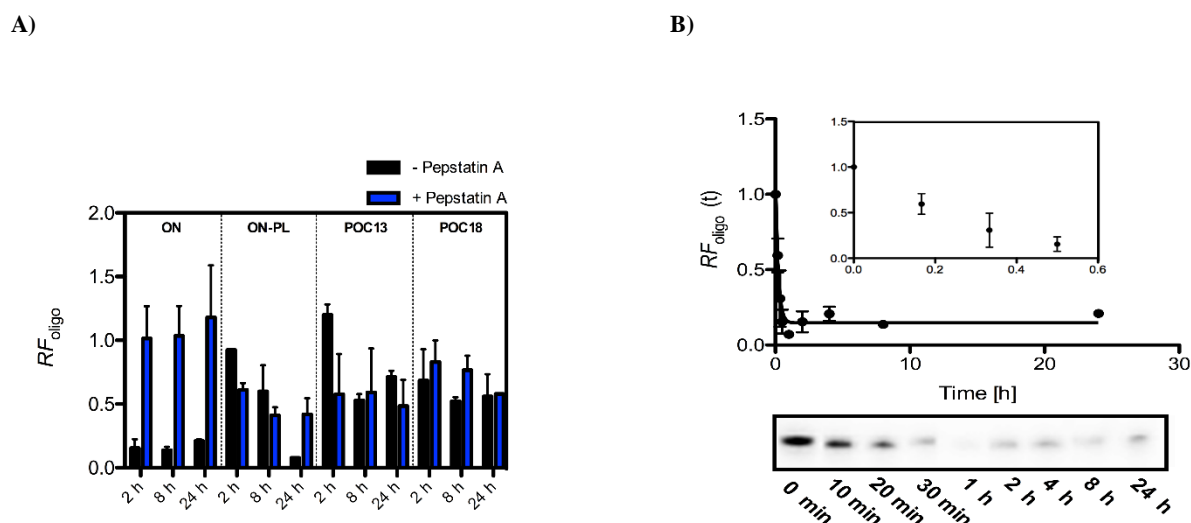 A)
- Pepstatin A
+ Pepstatin A
2.0
1.5
1.0
0.5
0.0
RFoligo
ON
ON-PL
POC13
POC18
2 h
8 h
24 h
2 h
8 h
24 h
2 h
8 h
24 h
2 h
8 h
24 h
B)
1.5
1.0
0.5
0.0
RFoligo (t)
1.5
1.0
0.5
0.0
0.0 0.2 0.4 0.6
0 10 20 30
Time [h]
0 min 10 min 20 min 30 min 1 h 2 h 4 h 8 h 24 h